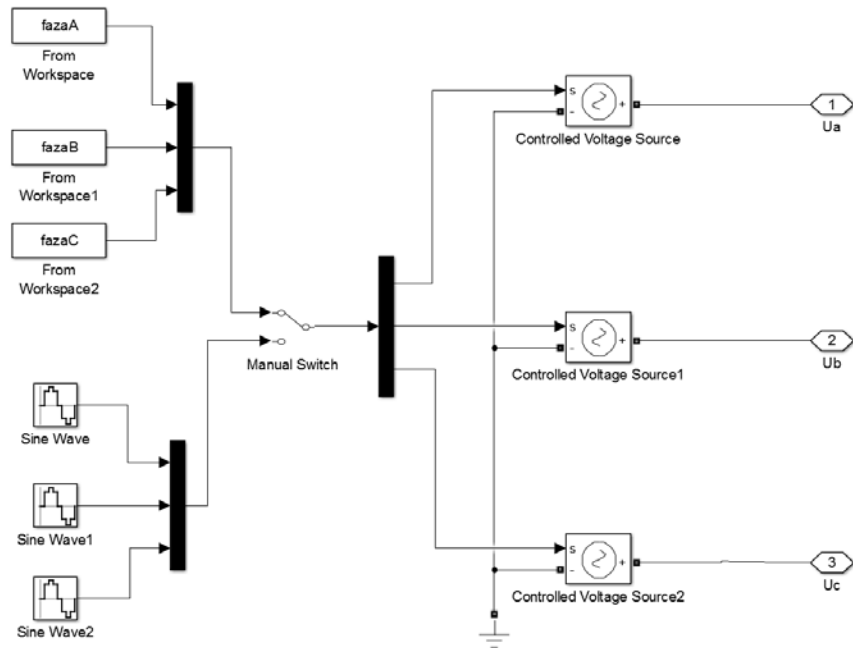 fazaA
From
Workspace
fazaB
From
Workspace1
fazaC
From
Workspace2
Manual Switch
Sine Wave
Sine Wave1
Sine Wave2
s
-
+
Controlled Voltage Source
1
Ua
s
-
+
Controlled Voltage Source1
2
Ub
s
-
+
Controlled Voltage Source2
3
Uc